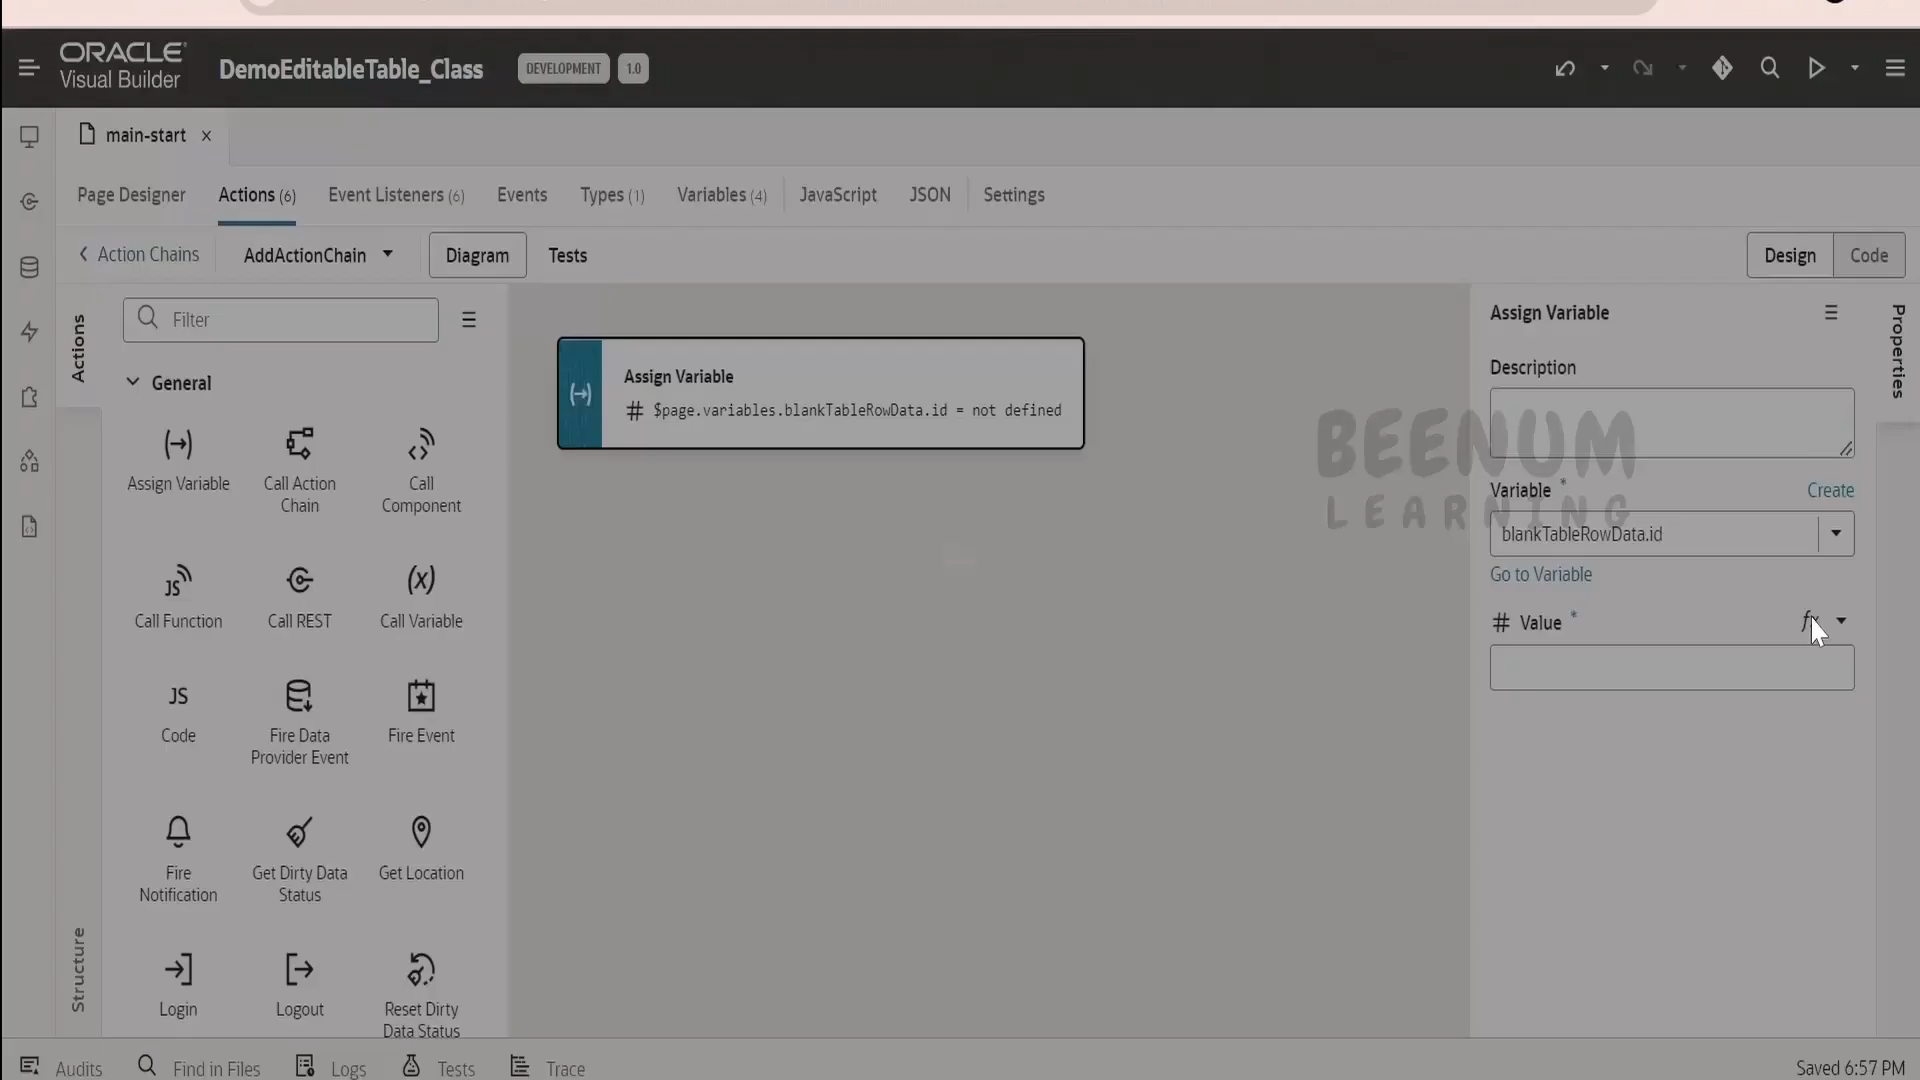 ORACLE
Visual Builder
DemoEditableTable_Class
DEVELOPMENT
1.0
main-start
Page Designer
Actions (6)
Event Listeners (6)
Events
Types (1)
Variables (4)
JavaScript
JSON
Settings
Action Chains
AddActionChain
Diagram
Tests
Design
Code
Actions
Filter
General
Assign Variable
Call Action
Chain
Call
Component
JS
Call Function
Call REST
(x)
Call Variable
JS
Code
Fire Data
Provider Event
Fire Event
Fire
Notification
Get Dirty Data
Status
Get Location
Login
Logout
Reset Dirty
Data Status
Structure
Assign Variable
# $page.variables.blankTableRowData.id = not defined
BEENUM
LEARNING
Assign Variable
Properties
Description
Variable *
Create
blankTableRowData.id
Go to Variable
# Value *
fx
Audits
Find in Files
Logs
Tests
Trace
Saved 6:57 PM